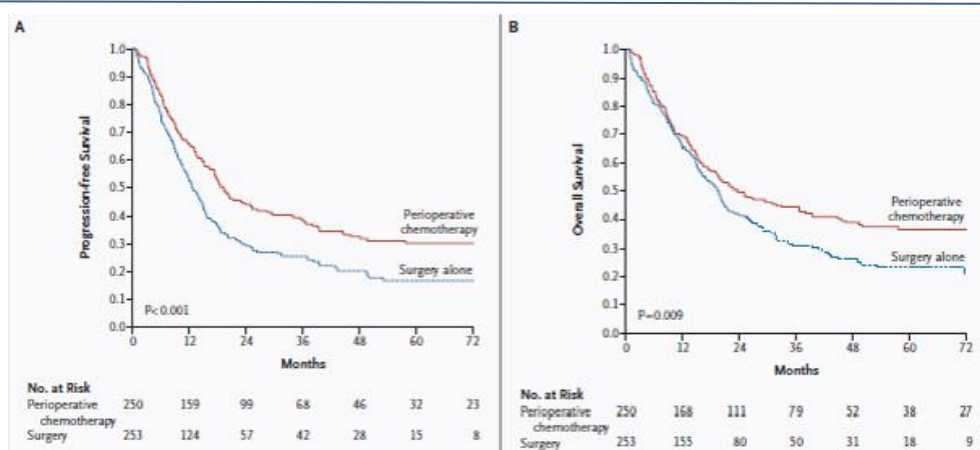 A
Progression-free Survival
1.0
0.9
0.8
0.7
0.6
0.5
0.4
0.3
0.2
0.1
0.0
Perioperative
chemotherapy
Surgery alone
P<0.001
0 12 24 36 48 60 72
Months
No. at Risk
Perioperative 250 159 99 68 46 32 23
chemotherapy
Surgery 253 124 57 42 28 15 8
B
Overall Survival
1.0
0.9
0.8
0.7
0.6
0.5
0.4
0.3
0.2
0.1
0.0
Perioperative
chemotherapy
Surgery alone
P=0.009
0 12 24 36 48 60 72
Months
No. at Risk
Perioperative 250 168 111 79 52 38 27
chemotherapy
Surgery 253 155 80 50 31 18 9